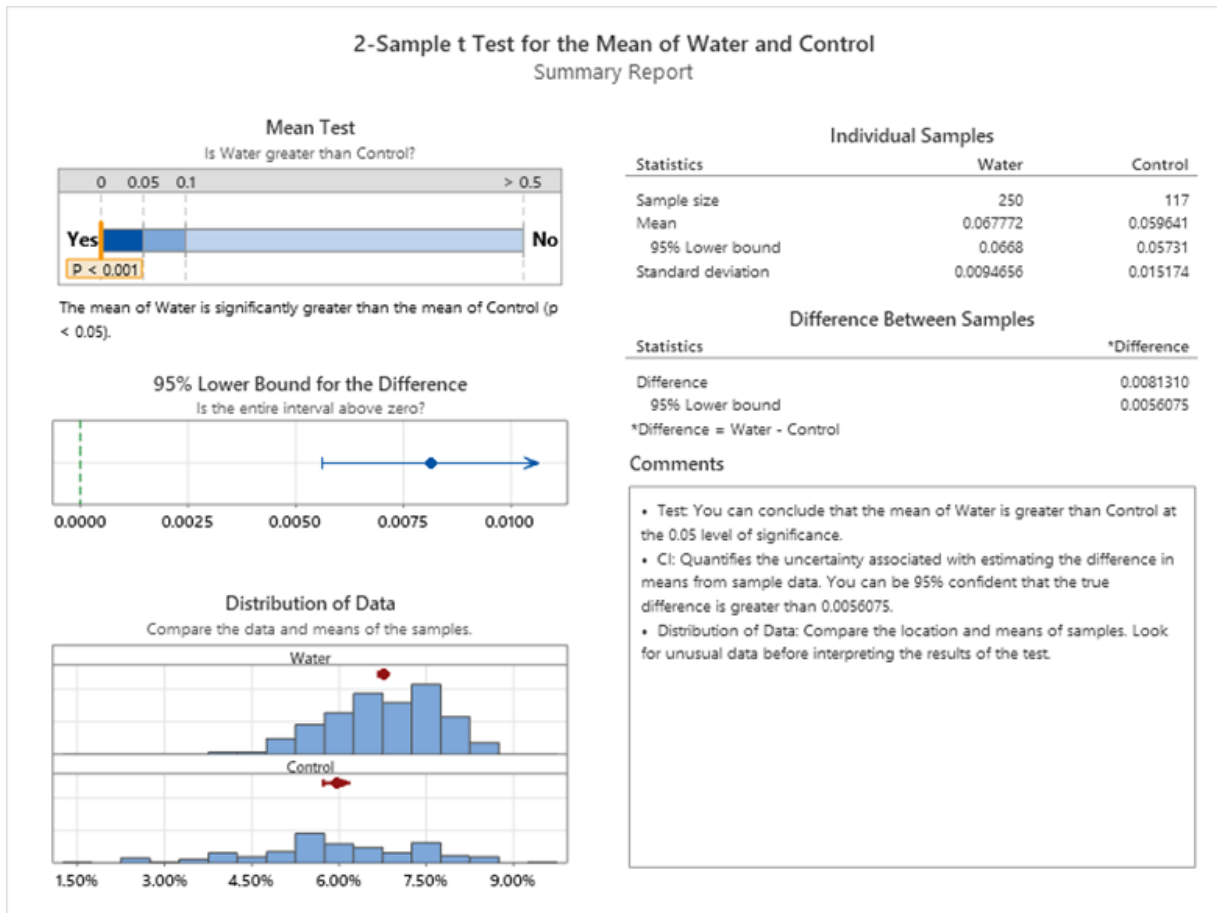 2-Sample t Test for the Mean of Water and Control
Summary Report
Mean Test
Is Water greater than Control?
0 0.05 0.1 > 0.5
Yes No
P < 0.001
The mean of Water is significantly greater than the mean of Control (p
< 0.05).
95% Lower Bound for the Difference
Is the entire interval above zero?
0.0000 0.0025 0.0050 0.0075 0.0100
Distribution of Data
Compare the data and means of the samples.
Water
Control
1.50% 3.00% 4.50% 6.00% 7.50% 9.00%
Individual Samples
Statistics Water Control
Sample size 250 117
Mean 0.067772 0.059641
95% Lower bound 0.0668 0.05731
Standard deviation 0.0094656 0.015174
Difference Between Samples
Statistics *Difference
Difference 0.0081310
95% Lower bound 0.0056075
*Difference = Water - Control
Comments
• Test: You can conclude that the mean of Water is greater than Control at
the 0.05 level of significance.
• CI: Quantifies the uncertainty associated with estimating the difference in
means from sample data. You can be 95% confident that the true
difference is greater than 0.0056075.
• Distribution of Data: Compare the location and means of samples. Look
for unusual data before interpreting the results of the test.